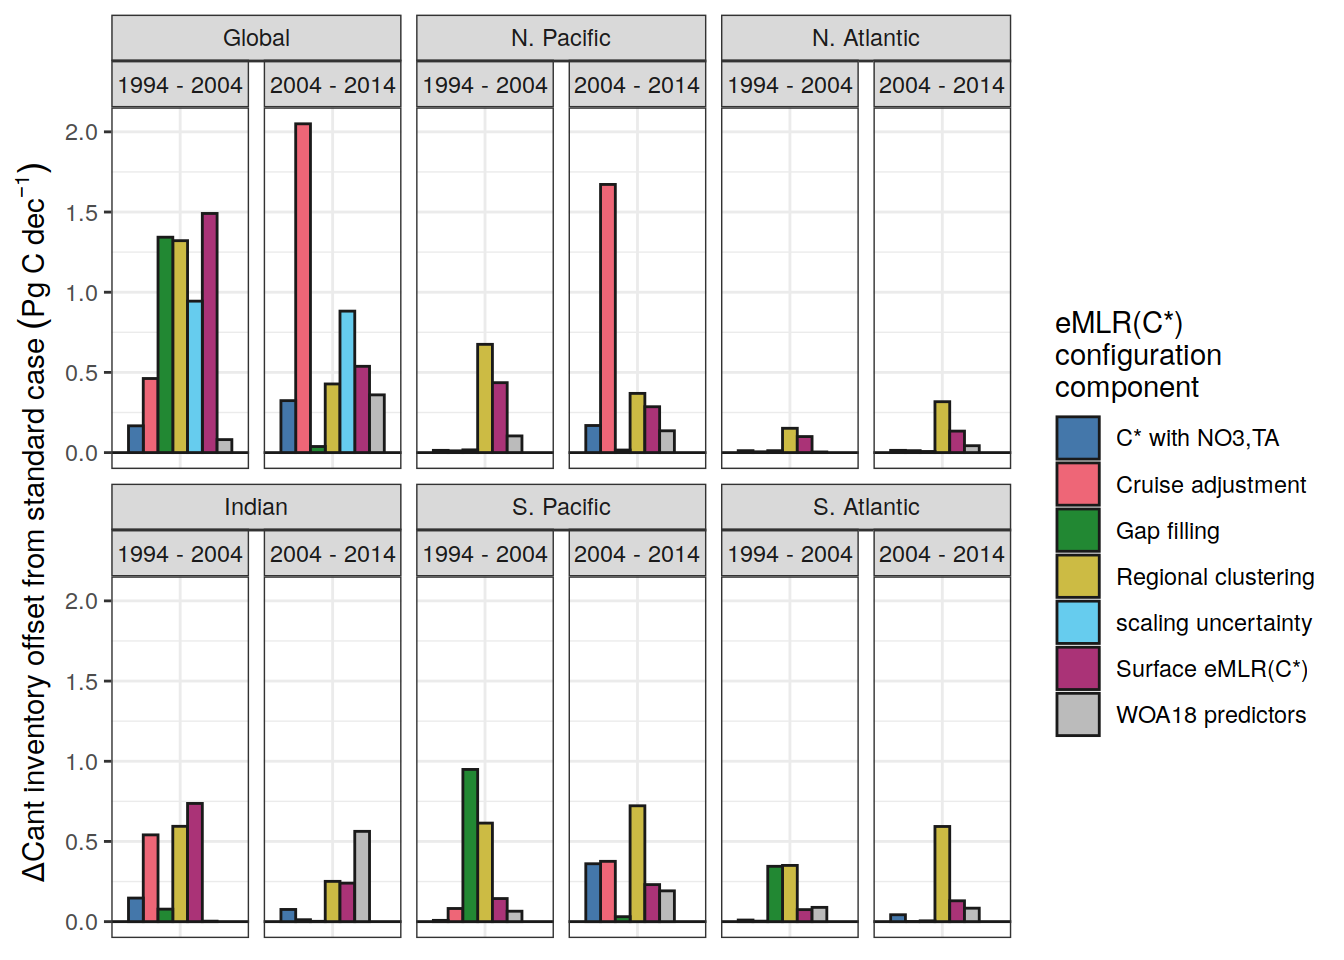 Global
N. Pacific
N. Atlantic
1994 - 2004
2004 - 2014
1994 - 2004
2004 - 2014
1994 - 2004
2004 - 2014
2.0
1.5
1.0
0.5
0.0
Indian
S. Pacific
S. Atlantic
1994 - 2004
2004 - 2014
1994 - 2004
2004 - 2014
1994 - 2004
2004 - 2014
2.0
1.5
1.0
0.5
0.0
ΔCant inventory offset from standard case (Pg C dec⁻¹)
eMLR(C*)
configuration
component
C* with NO3,TA
Cruise adjustment
Gap filling
Regional clustering
scaling uncertainty
Surface eMLR(C*)
WOA18 predictors